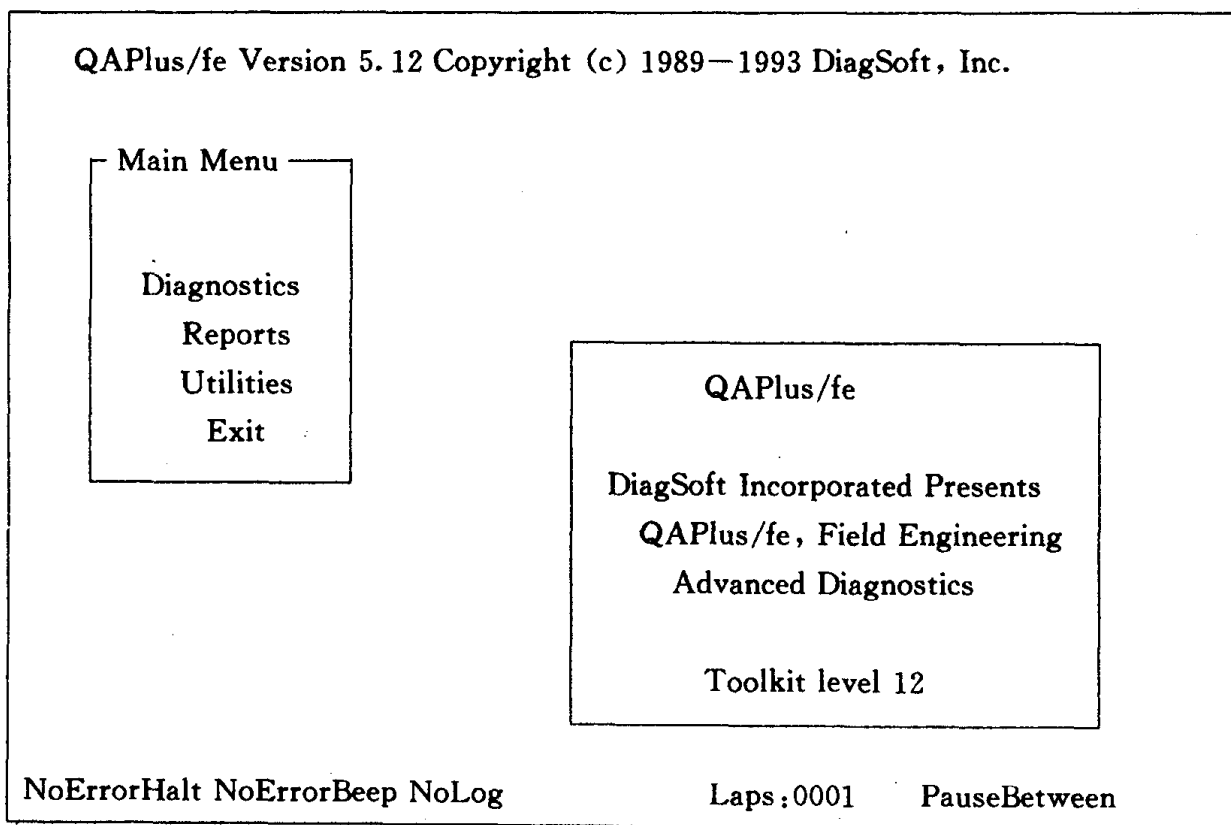 QAPlus/fe Version 5.12 Copyright (c) 1989—1993 DiagSoft, Inc.
Main Menu
Diagnostics
Reports
Utilities
Exit
QAPlus/fe
DiagSoft Incorporated Presents
QAPlus/fe, Field Engineering
Advanced Diagnostics
Toolkit level 12
NoErrorHalt NoErrorBeep NoLog Laps:0001 PauseBetween